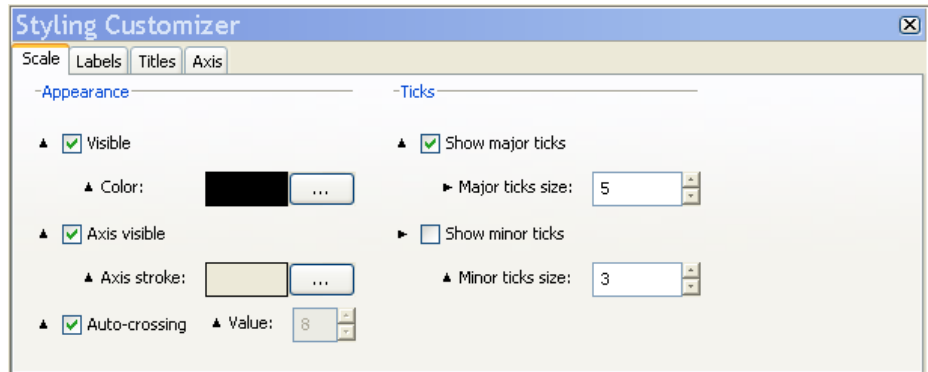 Styling Customizer
Scale Labels Titles Axis
Appearance
Visible
Color: ...
Axis visible
Axis stroke: ...
Auto-crossing Value: 8
Ticks
Show major ticks
Major ticks size: 5
Show minor ticks
Minor ticks size: 3